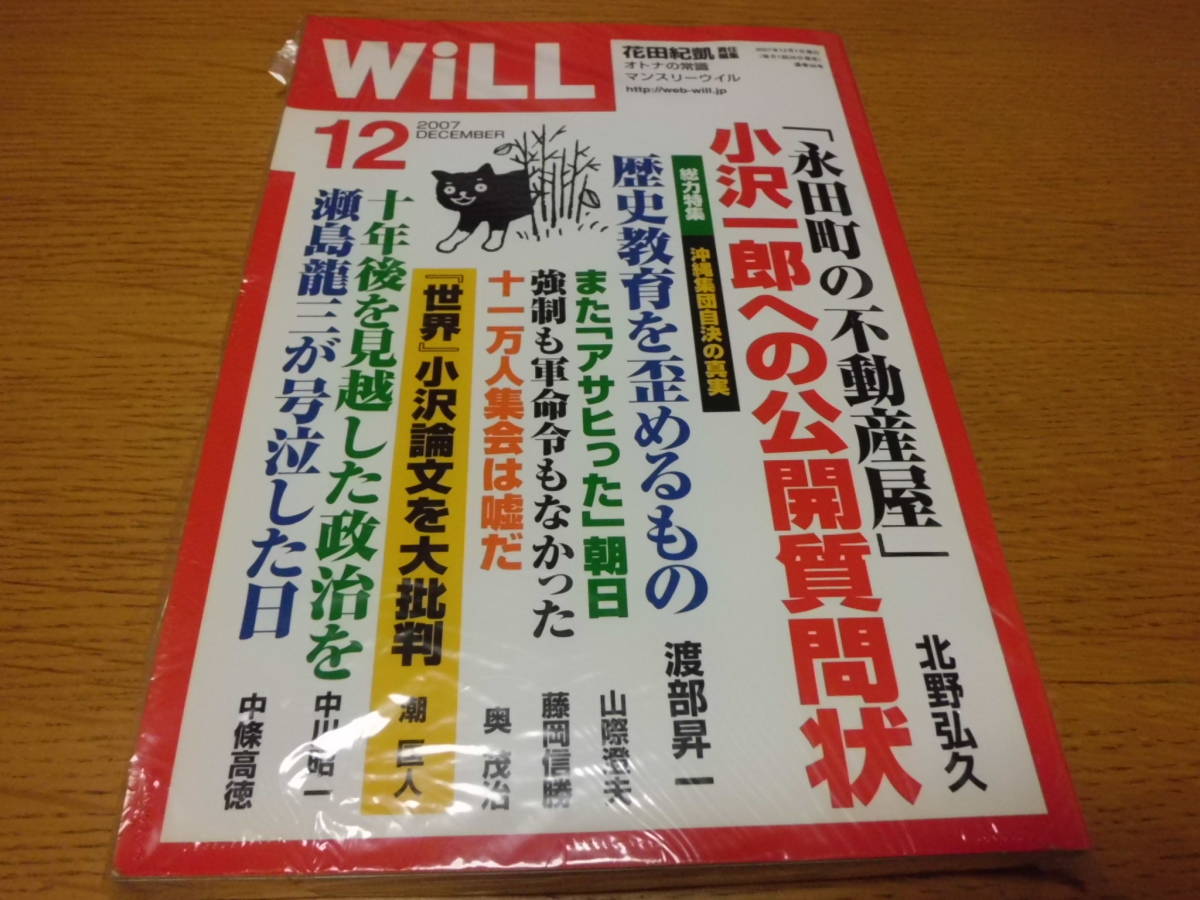 WiLL
花田紀凱 責任編集
オトナの常識
マンスリーウイル
http://web-will.jp
12
2007
DECEMBER
「永田町の不動産屋」
小沢一郎への公開質問状
北野弘久
総力特集 沖縄集団自決の真実
歴史教育を歪めるもの
渡部昇一
また「アサヒった」朝日
山際澄夫
強制も軍命令もなかった
藤岡信勝
十一万人集会は嘘だ
奥 茂治
『世界』小沢論文を大批判
潮 匡人
十年後を見越した政治を
中川昭一
瀬島龍三が号泣した日
中條高徳